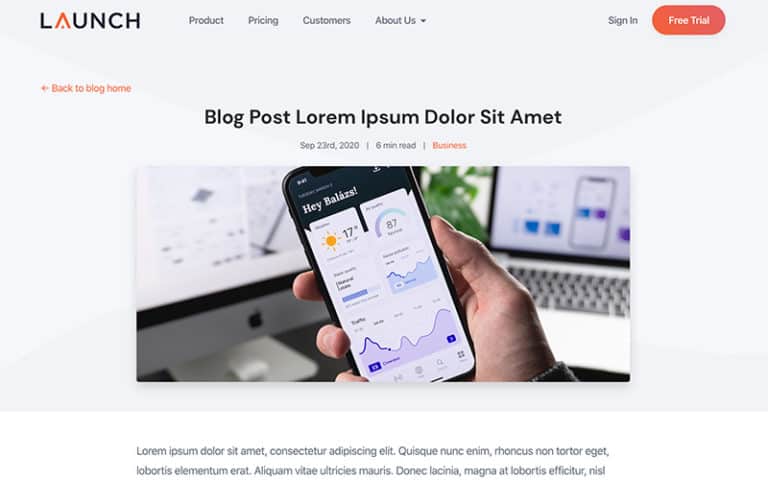 LAUNCH Product Pricing Customers About Us Sign In Free Trial
← Back to blog home
Blog Post Lorem Ipsum Dolor Sit Amet
Sep 23rd, 2020 | 6 min read | Business
Hey Balázs!
17°
87
Traffic
Lorem ipsum dolor sit amet, consectetur adipiscing elit. Quisque nunc enim, rhoncus non tortor eget,
lobortis elementum erat. Aliquam vitae ultricies mauris. Donec lacinia, magna at lobortis efficitur, nisl